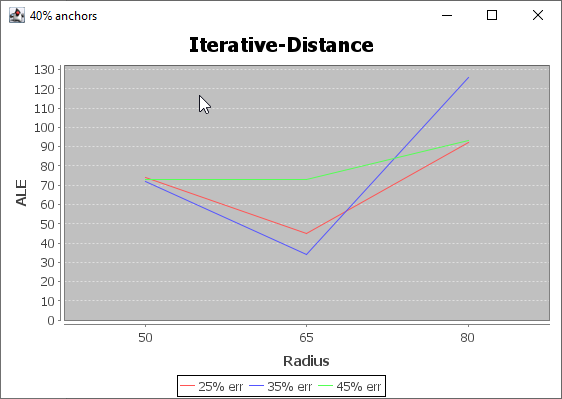 40% anchors
Iterative-Distance
130
120
110
100
90
80
70
60
50
40
30
20
10
0
ALE
50 65 80
Radius
25% err 35% err 45% err